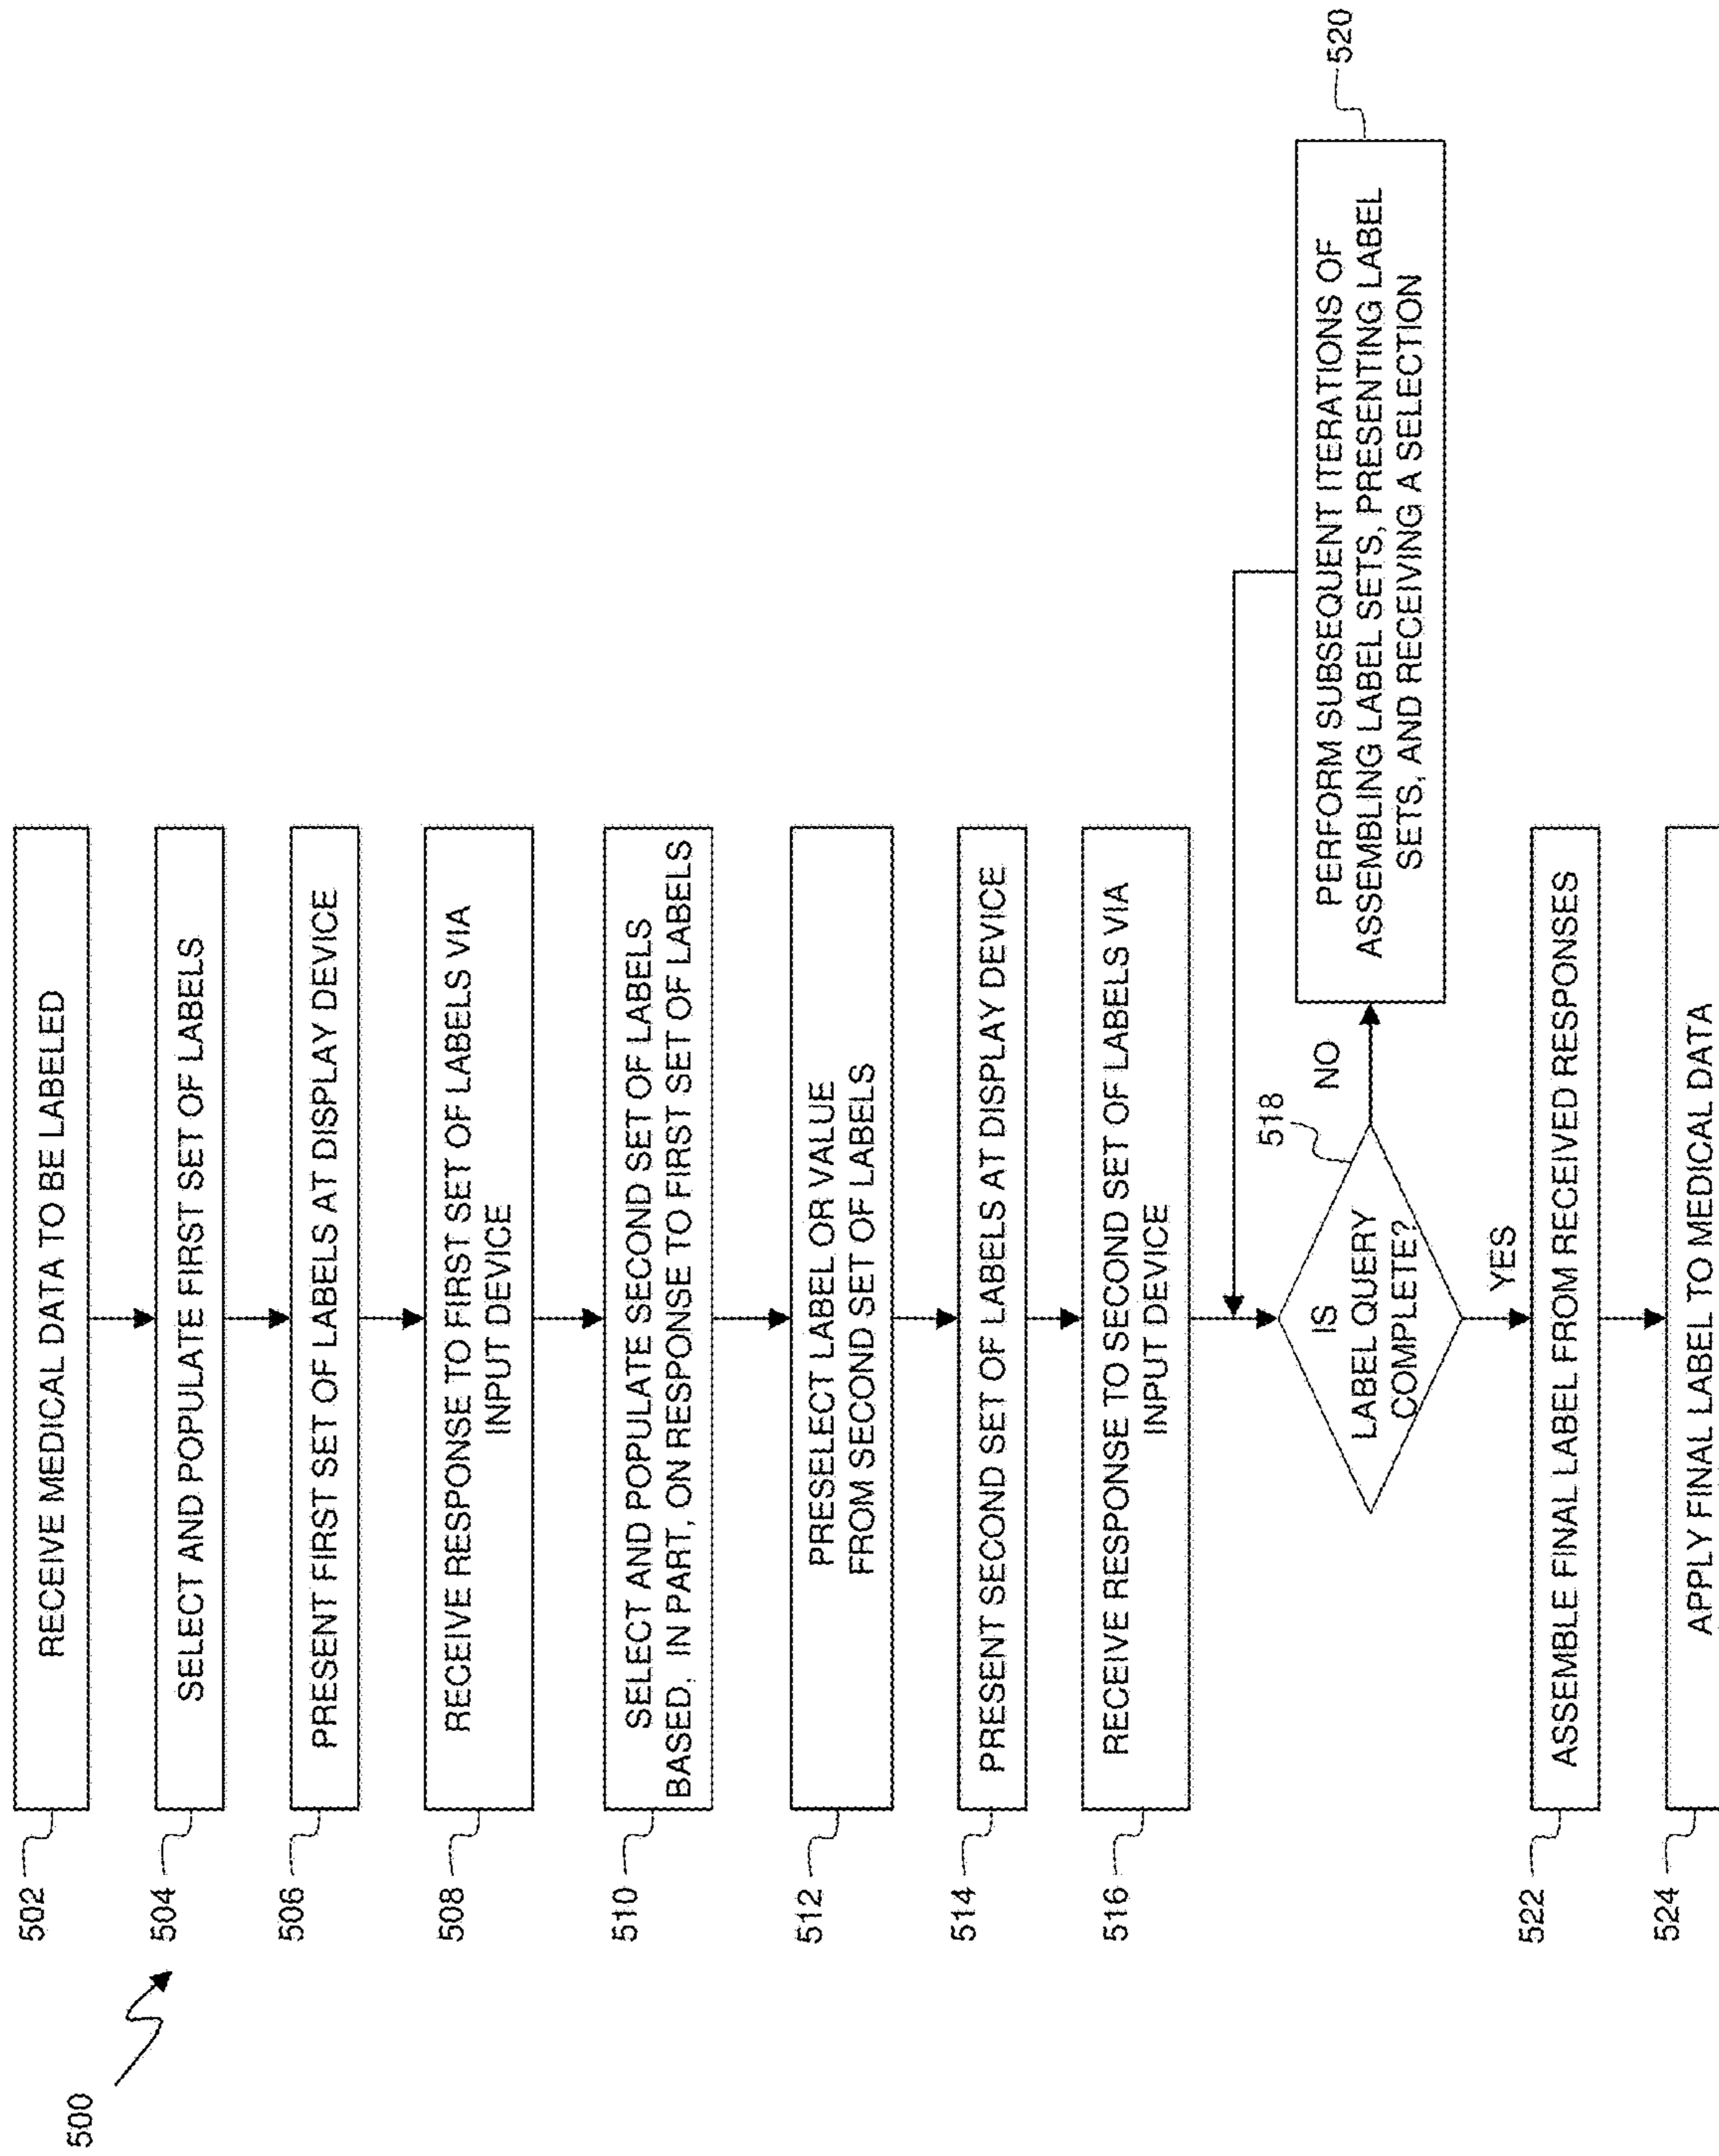 500
502
RECEIVE MEDICAL DATA TO BE LABELED
504
SELECT AND POPULATE FIRST SET OF LABELS
506
PRESENT FIRST SET OF LABELS AT DISPLAY DEVICE
508
RECEIVE RESPONSE TO FIRST SET OF LABELS VIA
INPUT DEVICE
510
SELECT AND POPULATE SECOND SET OF LABELS
BASED, IN PART, ON RESPONSE TO FIRST SET OF LABELS
512
PRESELECT LABEL OR VALUE
FROM SECOND SET OF LABELS
514
PRESENT SECOND SET OF LABELS AT DISPLAY DEVICE
516
RECEIVE RESPONSE TO SECOND SET OF LABELS VIA
INPUT DEVICE
518
IS
LABEL QUERY
COMPLETE?
NO
520
PERFORM SUBSEQUENT ITERATIONS OF
ASSEMBLING LABEL SETS, PRESENTING LABEL
SETS, AND RECEIVING A SELECTION
YES
522
ASSEMBLE FINAL LABEL FROM RECEIVED RESPONSES
524
APPLY FINAL LABEL TO MEDICAL DATA